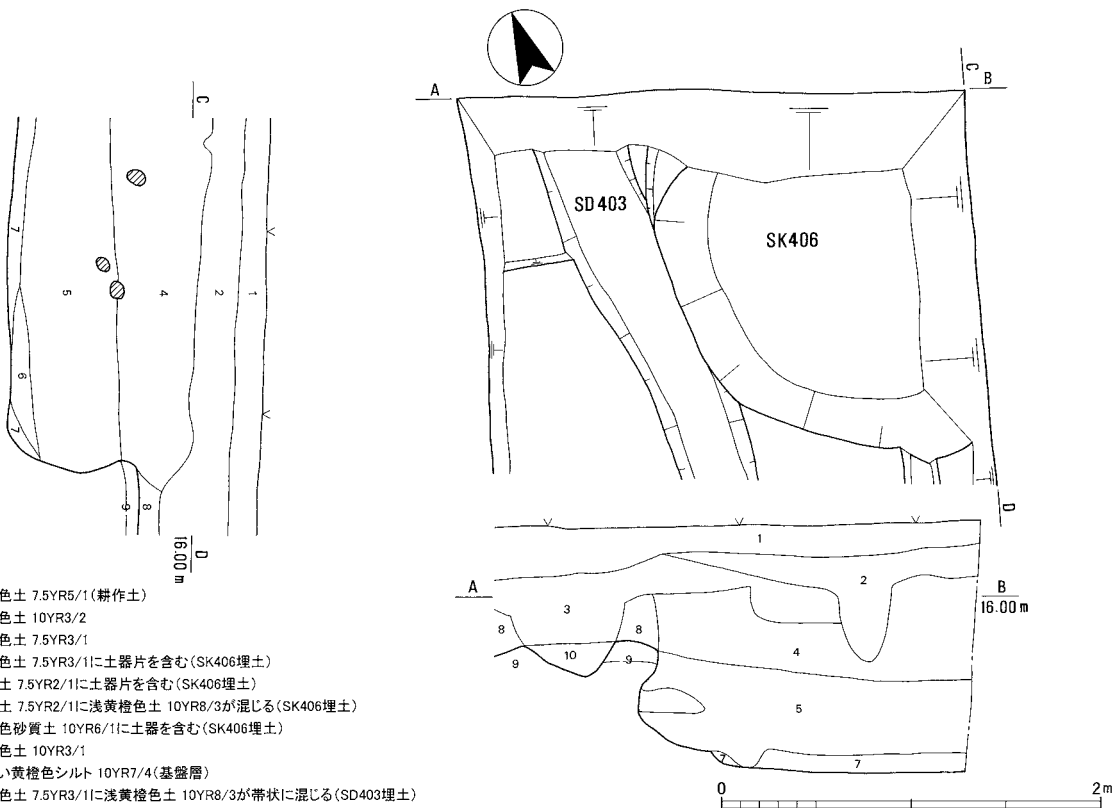 A
B
C
SD403
SK406
D
C
7
5
4
2
1
6
7
9
8
D
16.00m
A
B
16.00m
1
2
3
8
8
4
9
10
9
5
7
7
色土 7.5YR5/1(耕作土)
色土 10YR3/2
色土 7.5YR3/1
色土 7.5YR3/1に土器片を含む(SK406埋土)
土 7.5YR2/1に土器片を含む(SK406埋土)
土 7.5YR2/1に浅黄橙色土 10YR8/3が混じる(SK406埋土)
色砂質土 10YR6/1に土器を含む(SK406埋土)
色土 10YR3/1
い黄橙色シルト 10YR7/4(基盤層)
色土 7.5YR3/1に浅黄橙色土 10YR8/3が帯状に混じる(SD403埋土)
0 2m